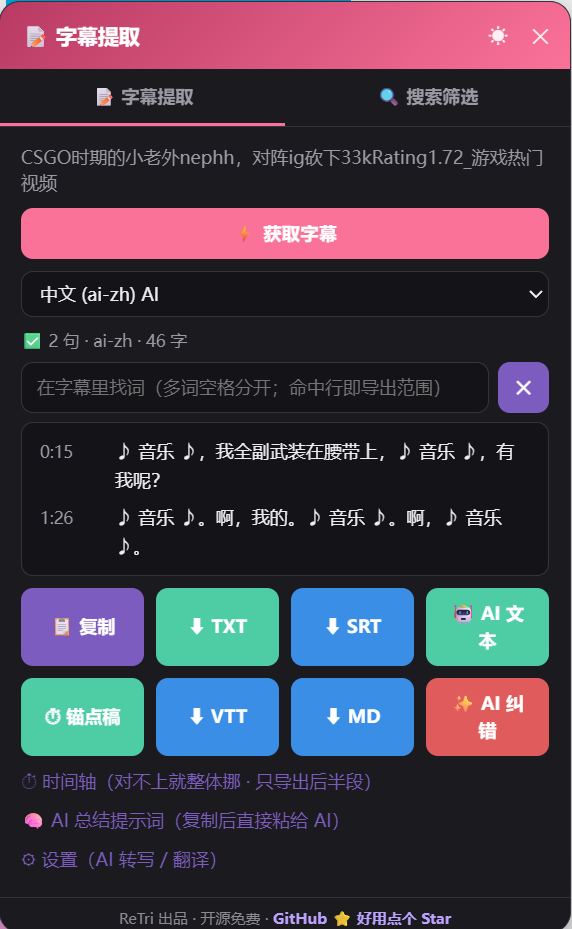 📝 字幕提取
📝 字幕提取
🔍 搜索筛选
CSGO时期的小老外nephh，对阵ig砍下33kRating1.72_游戏热门
视频
⚡ 获取字幕
中文 (ai-zh) AI
✅ 2 句 · ai-zh · 46 字
在字幕里找词（多词空格分开；命中行即导出范围）
0:15 ♪ 音乐 ♪，我全副武装在腰带上，♪ 音乐 ♪，有
我呢?
1:26 ♪ 音乐 ♪。啊，我的。♪ 音乐 ♪。啊，♪ 音乐
♪。
📋 复制
⬇ TXT
⬇ SRT
🤖 AI 文
本
⏱ 锚点稿
⬇ VTT
⬇ MD
✨ AI 纠
错
⏱ 时间轴（对不上就整体挪 · 只导出后半段）
🧠 AI 总结提示词（复制后直接粘给 AI）
⚙ 设置（AI 转写 / 翻译）
ReTri 出品 · 开源免费 · GitHub ⭐ 好用点个 Star